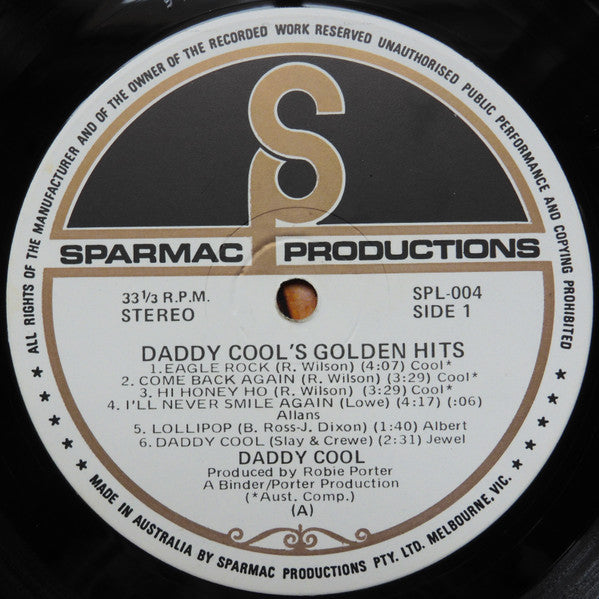 ALL RIGHTS OF THE MANUFACTURER AND OF THE OWNER OF THE RECORDED WORK RESERVED UNAUTHORISED PUBLIC PERFORMANCE AND COPYING PROHIBITED
SP
SPARMAC PRODUCTIONS
33 1/3 R.P.M.
STEREO
SPL-004
SIDE 1
DADDY COOL'S GOLDEN HITS
1. EAGLE ROCK (R. Wilson) (4:07) Cool*
2. COME BACK AGAIN (R. Wilson) (3:29) Cool*
3. HI HONEY HO (R. Wilson) (3:29) Cool*
4. I'LL NEVER SMILE AGAIN (Lowe) (4:17) (:06)
Allans
5. LOLLIPOP (B. Ross-J. Dixon) (1:40) Albert
6. DADDY COOL (Slay & Crewe) (2:31) Jewel
DADDY COOL
Produced by Robie Porter
A Binder/Porter Production
(*Aust. Comp.)
(A)
★ ★ ★ ★ ★ MADE IN AUSTRALIA BY SPARMAC PRODUCTIONS PTY. LTD. MELBOURNE, VIC. ★ ★ ★ ★ ★